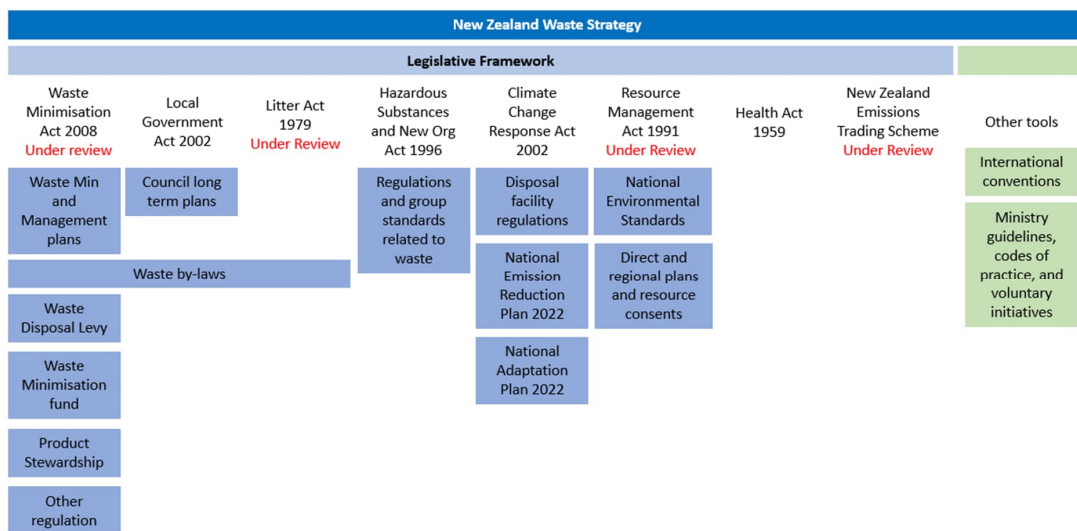 New Zealand Waste Strategy
Legislative Framework
Waste
Minimisation
Act 2008
Under review
Local
Government
Act 2002
Litter Act
1979
Under Review
Hazardous
Substances
and New Org
Act 1996
Climate
Change
Response Act
2002
Resource
Management
Act 1991
Under Review
Health Act
1959
New Zealand
Emissions
Trading Scheme
Under Review
Other tools
Waste Min
and
Management
plans
Council long
term plans
Regulations
and group
standards
related to
waste
Disposal
facility
regulations
National
Environmental
Standards
International
conventions
Waste by-laws
National
Emission
Reduction
Plan 2022
Direct and
regional plans
and resource
consents
Ministry
guidelines,
codes of
practice, and
voluntary
initiatives
Waste
Disposal Levy
Waste
Minimisation
fund
National
Adaptation
Plan 2022
Product
Stewardship
Other
regulation